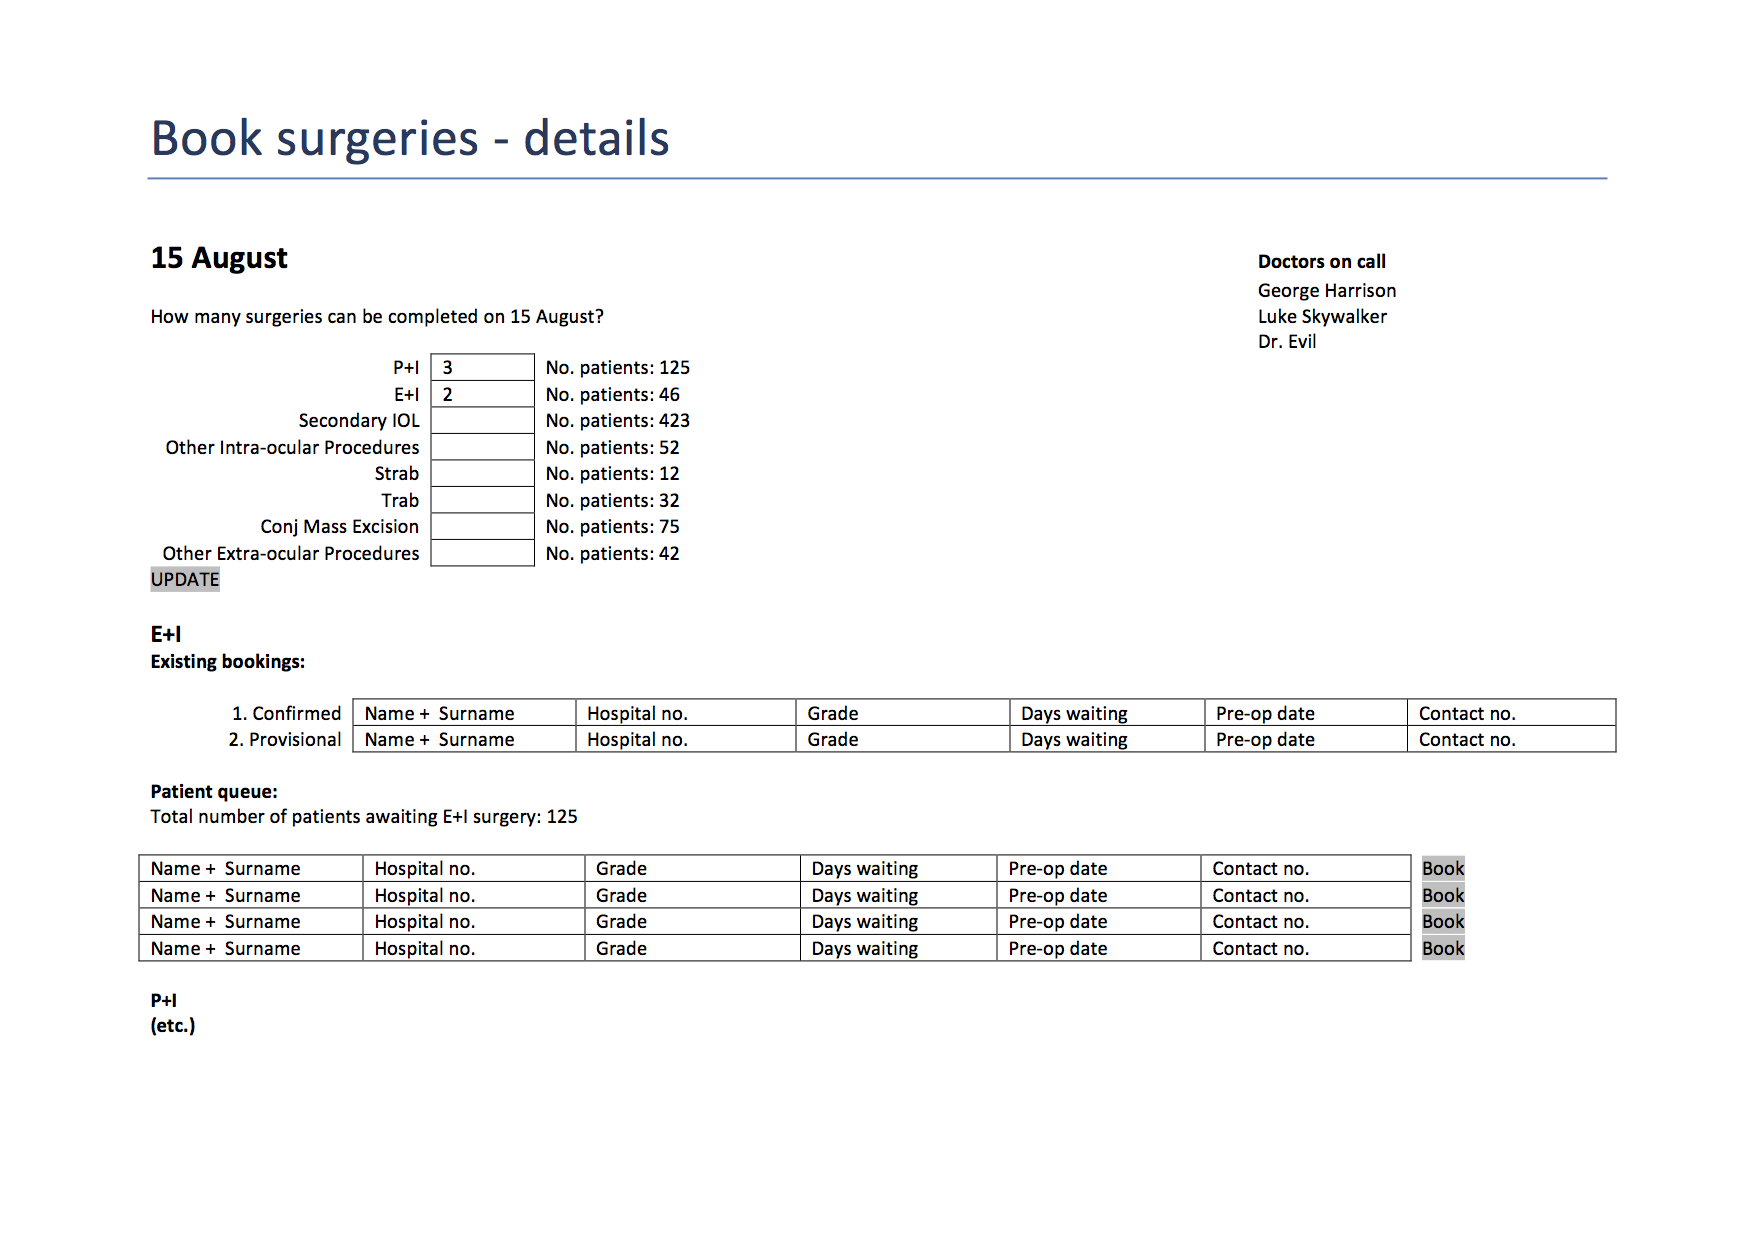 Book surgeries - details
15 August
Doctors on call
George Harrison
How many surgeries can be completed on 15 August?
Luke Skywalker
Dr. Evil
P+I 3 No. patients: 125
E+I 2 No. patients: 46
Secondary IOL No. patients: 423
Other Intra-ocular Procedures No. patients: 52
Strab No. patients: 12
Trab No. patients: 32
Conj Mass Excision No. patients: 75
Other Extra-ocular Procedures No. patients: 42
UPDATE
E+I
Existing bookings:
1. Confirmed Name + Surname Hospital no. Grade Days waiting Pre-op date Contact no.
2. Provisional Name + Surname Hospital no. Grade Days waiting Pre-op date Contact no.
Patient queue:
Total number of patients awaiting E+I surgery: 125
Name + Surname Hospital no. Grade Days waiting Pre-op date Contact no. Book
Name + Surname Hospital no. Grade Days waiting Pre-op date Contact no. Book
Name + Surname Hospital no. Grade Days waiting Pre-op date Contact no. Book
Name + Surname Hospital no. Grade Days waiting Pre-op date Contact no. Book
P+I
(etc.)